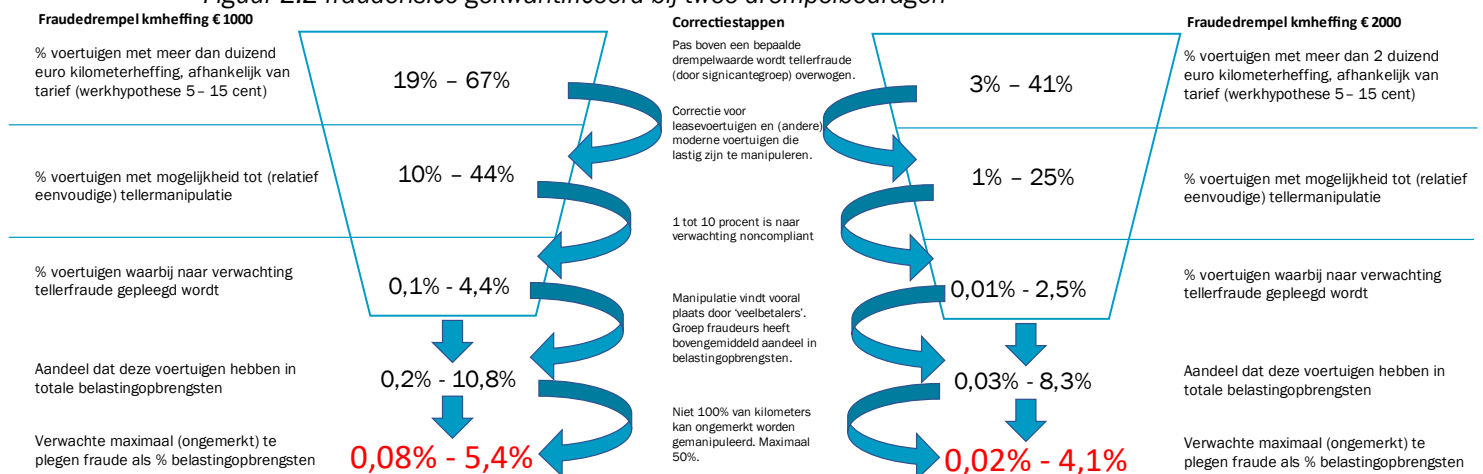 Figuur 2.2 frauderisico gekwantificeerd bij twee drempelbedragen
Fraudedrempel kmheffing € 1000
% voertuigen met meer dan duizend
euro kilometerheffing, afhankelijk van
tarief (werkhypothese 5 – 15 cent)
19% – 67%
% voertuigen met mogelijkheid tot (relatief
eenvoudige) tellermanipulatie
10% – 44%
% voertuigen waarbij naar verwachting
tellerfraude gepleegd wordt
0,1% - 4,4%
Aandeel dat deze voertuigen hebben in
totale belastingopbrengsten
0,2% - 10,8%
Verwachte maximaal (ongemerkt) te
plegen fraude als % belastingopbrengsten
0,08% - 5,4%
Correctiestappen
Pas boven een bepaalde
drempelwaarde wordt tellerfraude
(door signicantegroep) overwogen.
Correctie voor
leasevoertuigen en (andere)
moderne voertuigen die
lastig zijn te manipuleren.
1 tot 10 procent is naar
verwachting noncompliant
Manipulatie vindt vooral
plaats door ‘veelbetalers’.
Groep fraudeurs heeft
bovengemiddeld aandeel in
belastingopbrengsten.
Niet 100% van kilometers
kan ongemerkt worden
gemanipuleerd. Maximaal
50%.
Fraudedrempel kmheffing € 2000
3% – 41%
% voertuigen met meer dan 2 duizend
euro kilometerheffing, afhankelijk van
tarief (werkhypothese 5 – 15 cent)
1% – 25%
% voertuigen met mogelijkheid tot (relatief
eenvoudige) tellermanipulatie
0,01% - 2,5%
% voertuigen waarbij naar verwachting
tellerfraude gepleegd wordt
0,03% - 8,3%
Aandeel dat deze voertuigen hebben in
totale belastingopbrengsten
0,02% - 4,1%
Verwachte maximaal (ongemerkt) te
plegen fraude als % belastingopbrengsten